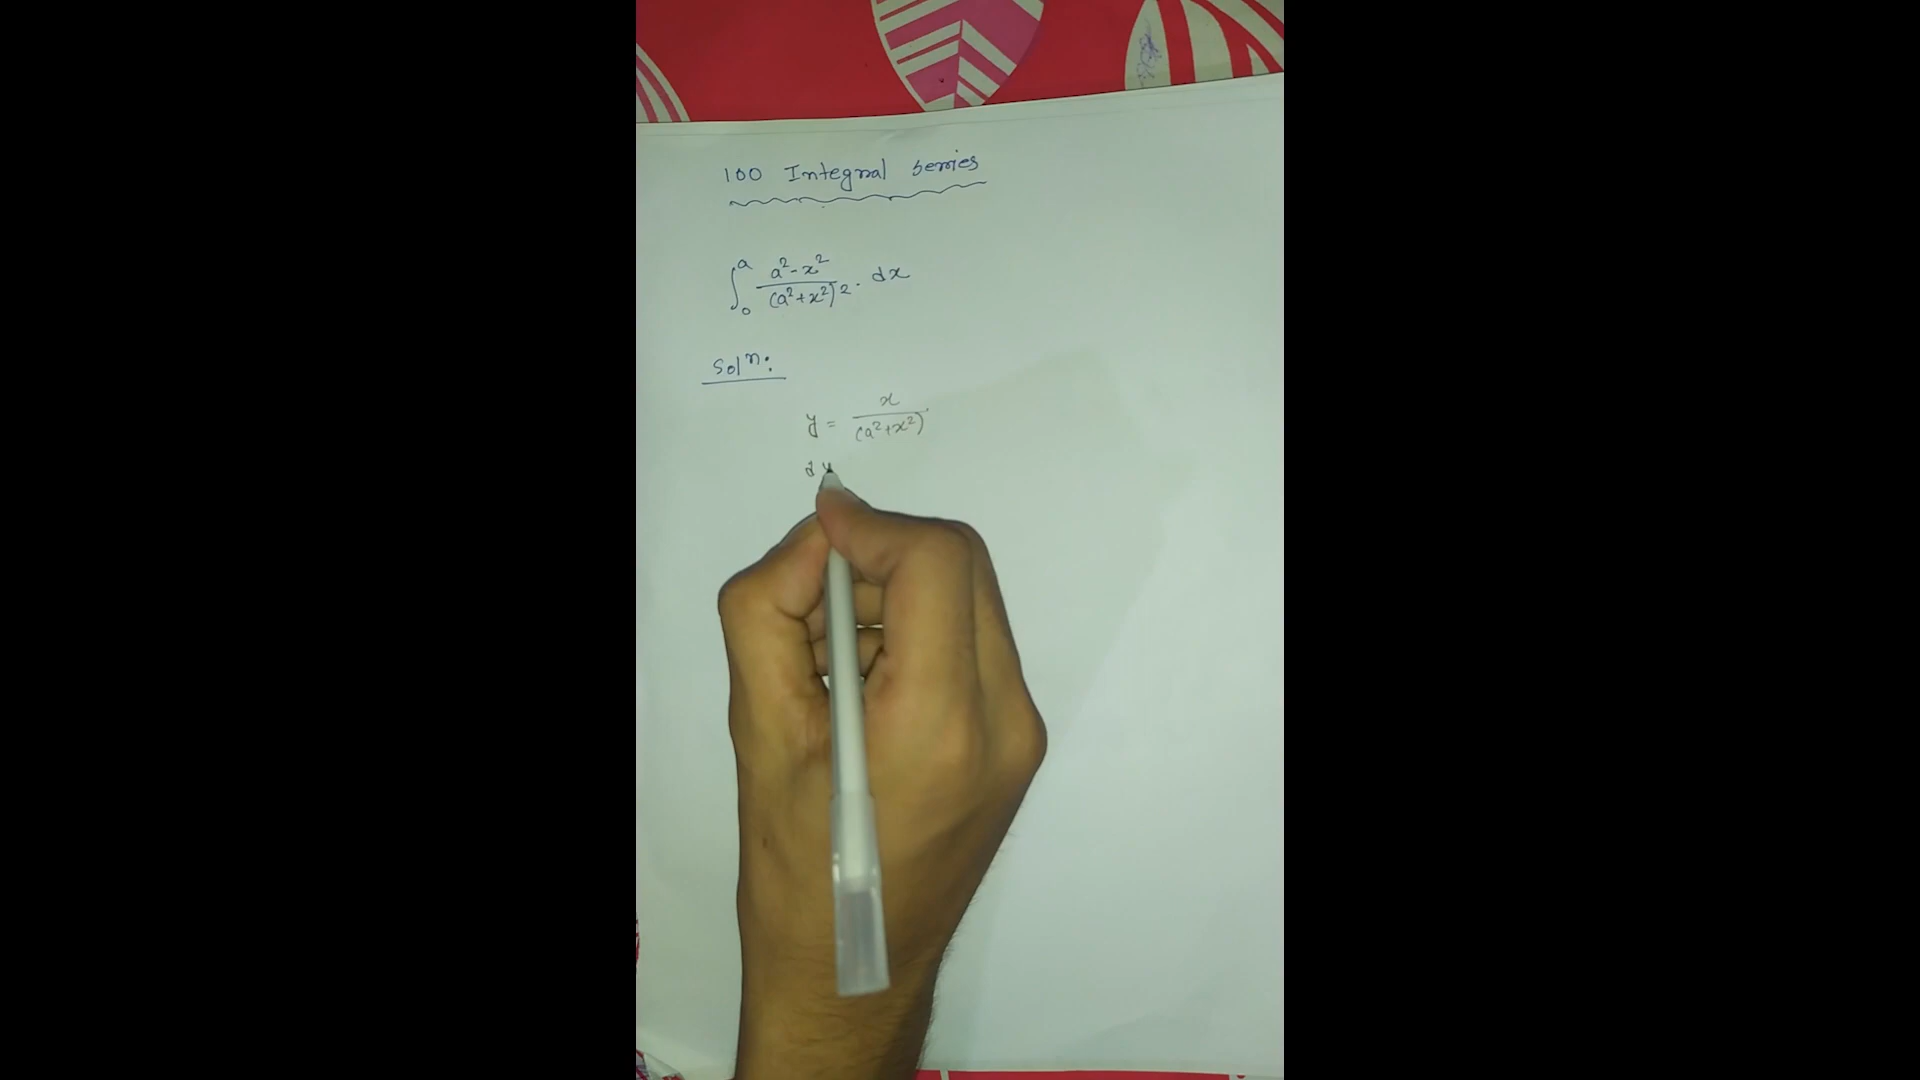 100 Integral series
∫₀ᵃ (a²-x²)/(a²+x²)² . dx
Solⁿ:
y = x/(a²+x²)
dy